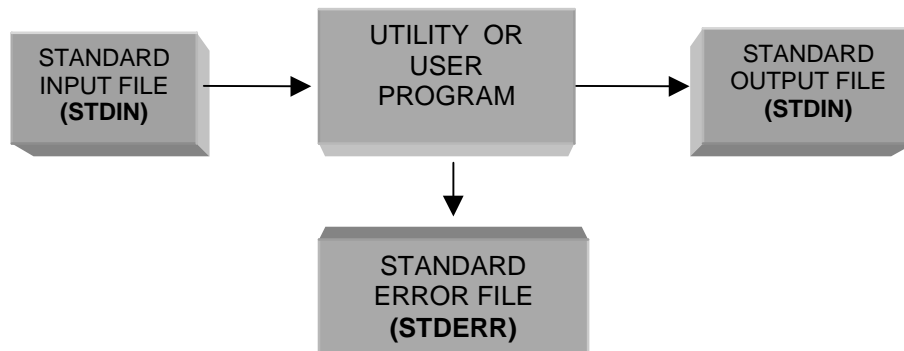 STANDARD
INPUT FILE
(STDIN)
UTILITY OR
USER
PROGRAM
STANDARD
OUTPUT FILE
(STDIN)
STANDARD
ERROR FILE
(STDERR)